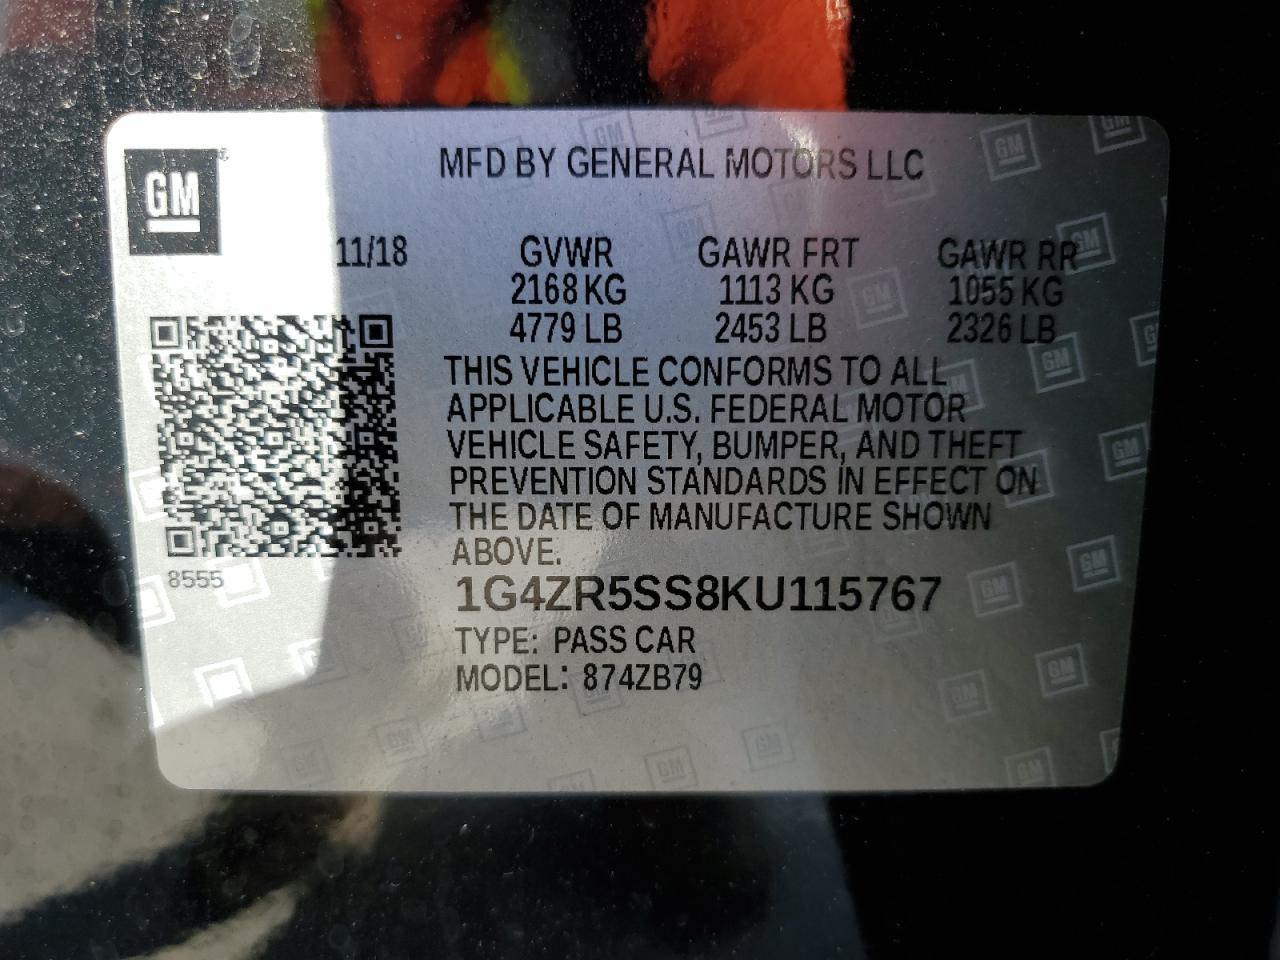 GM
MFD BY GENERAL MOTORS LLC
11/18 GVWR GAWR FRT GAWR RR
2168 KG 1113 KG 1055 KG
4779 LB 2453 LB 2326 LB
THIS VEHICLE CONFORMS TO ALL
APPLICABLE U.S. FEDERAL MOTOR
VEHICLE SAFETY, BUMPER, AND THEFT
PREVENTION STANDARDS IN EFFECT ON
THE DATE OF MANUFACTURE SHOWN
ABOVE.
8555
1G4ZR5SS8KU115767
TYPE: PASS CAR
MODEL: 874ZB79